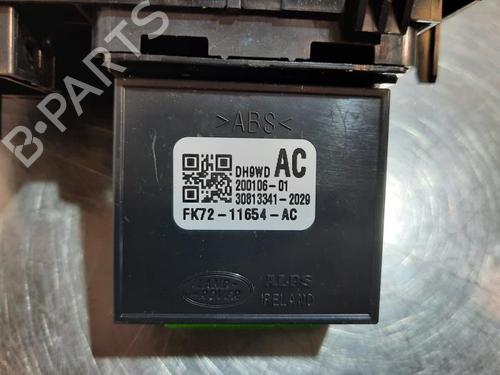 B-PARTS
>ABS<
DH9WD AC
200106-01
30813341-2029
FK72-11654-AC
LAND-
ROVER
ALPS
IRELAND